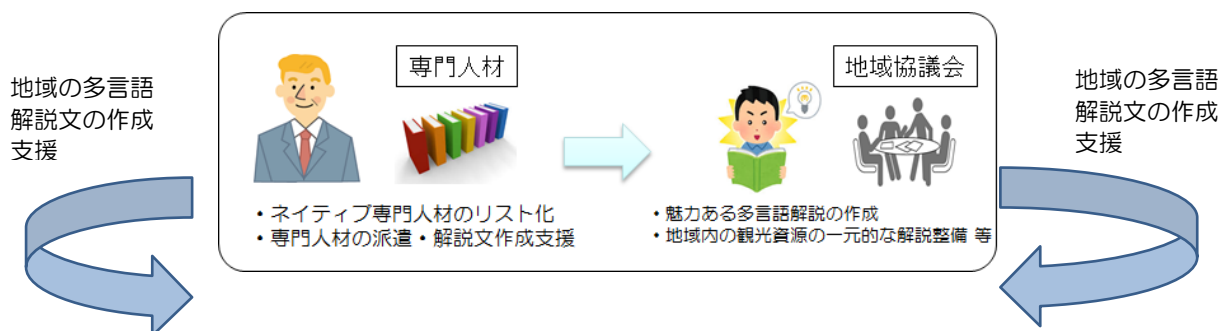 地域の多言語
解説文の作成
支援
専門人材
・ネイティブ専門人材のリスト化
・専門人材の派遣・解説文作成支援
地域協議会
・魅力ある多言語解説の作成
・地域内の観光資源の一元的な解説整備 等
地域の多言語
解説文の作成
支援